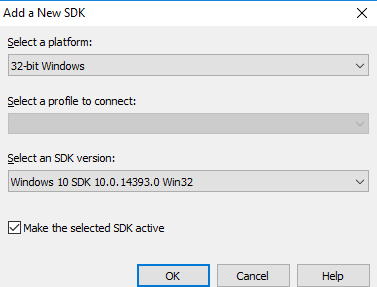 Add a New SDK
Select a platform:
32-bit Windows
Select a profile to connect:
Select an SDK version:
Windows 10 SDK 10.0.14393.0 Win32
Make the selected SDK active
OK
Cancel
Help